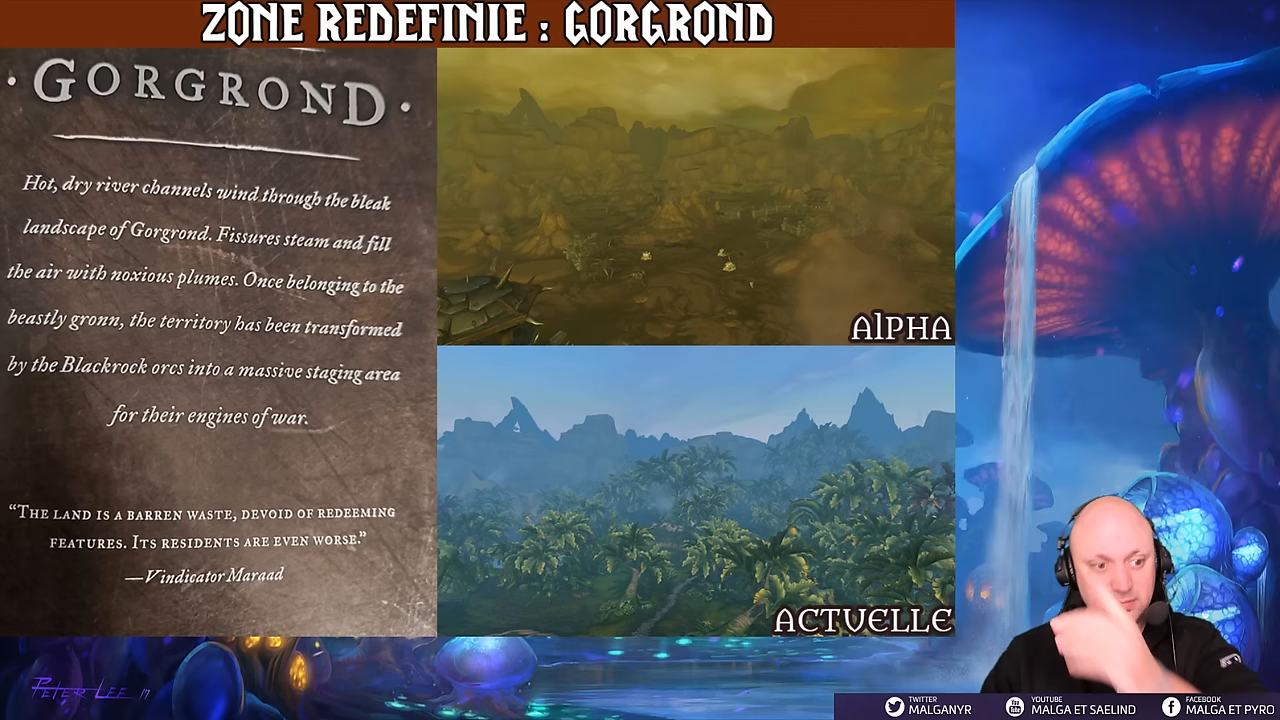 ZONE REDEFINIE : GORGROND
• GORGROND •
Hot, dry river channels wind through the bleak
landscape of Gorgrond. Fissures steam and fill
the air with noxious plumes. Once belonging to the
beastly gronn, the territory has been transformed
by the Blackrock orcs into a massive staging area
for their engines of war.
“THE LAND IS A BARREN WASTE, DEVOID OF REDEEMING
FEATURES. ITS RESIDENTS ARE EVEN WORSE.”
—Vindicator Maraad
AlPHA
ACTUELLE
PETER LEE 17
TWITTER
MALGANYR
YOUTUBE
MALGA ET SAELIND
FACEBOOK
MALGA ET PYRO